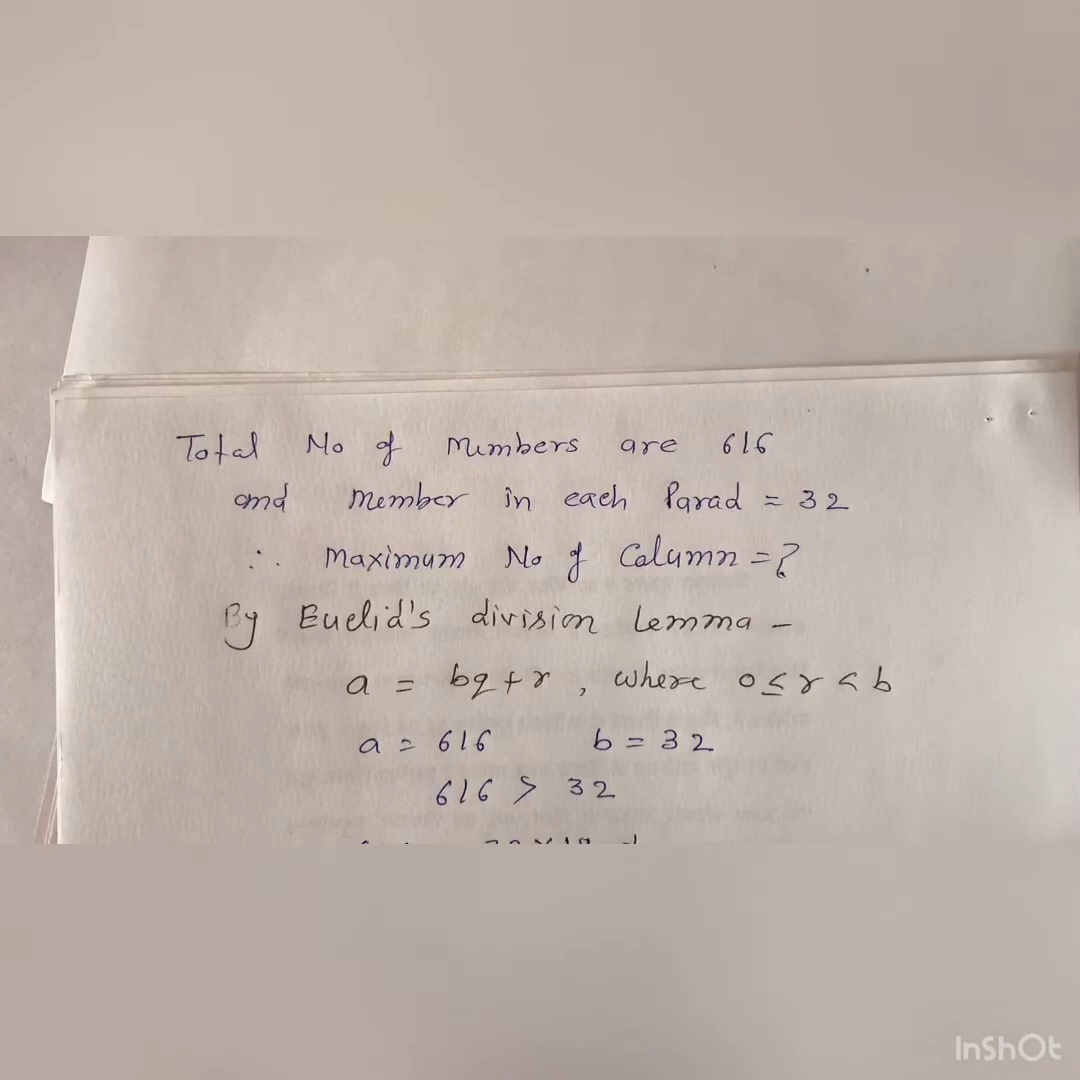 Total No of Mumbers are 616
and Member in each Parad = 32
∴ Maximum No of Column = ?
By Euclid's division Lemma -
a = bq + r, where 0 ≤ r < b
a = 616 b = 32
616 > 32
InShOt